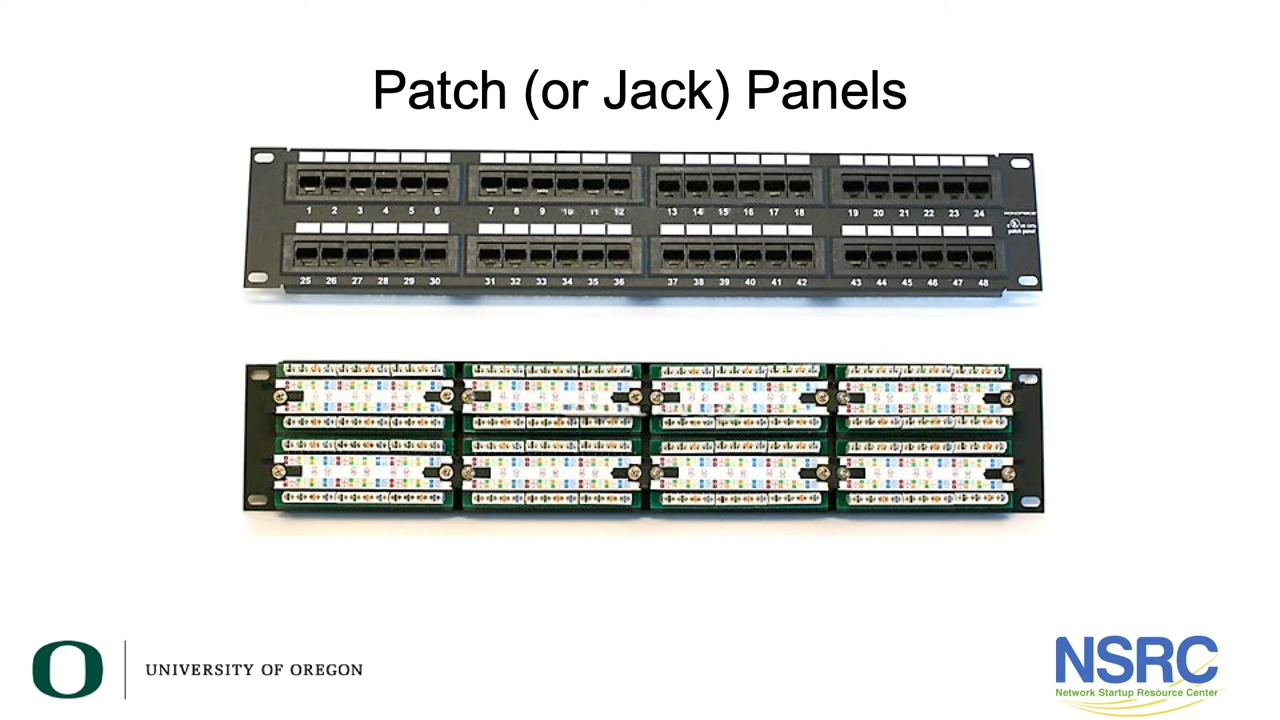 Patch (or Jack) Panels
1 2 3 4 5 6 7 8 9 10 11 12 13 14 15 16 17 18 19 20 21 22 23 24
patch panel
25 26 27 28 29 30 31 32 33 34 35 36 37 38 39 40 41 42 43 44 45 46 47 48
O UNIVERSITY OF OREGON
NSRC
Network Startup Resource Center